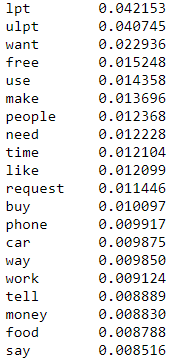 lpt 0.042153
ulpt 0.040745
want 0.022936
free 0.015248
use 0.014358
make 0.013696
people 0.012368
need 0.012228
time 0.012104
like 0.012099
request 0.011446
buy 0.010097
phone 0.009917
car 0.009875
way 0.009850
work 0.009124
tell 0.008889
money 0.008830
food 0.008788
say 0.008516